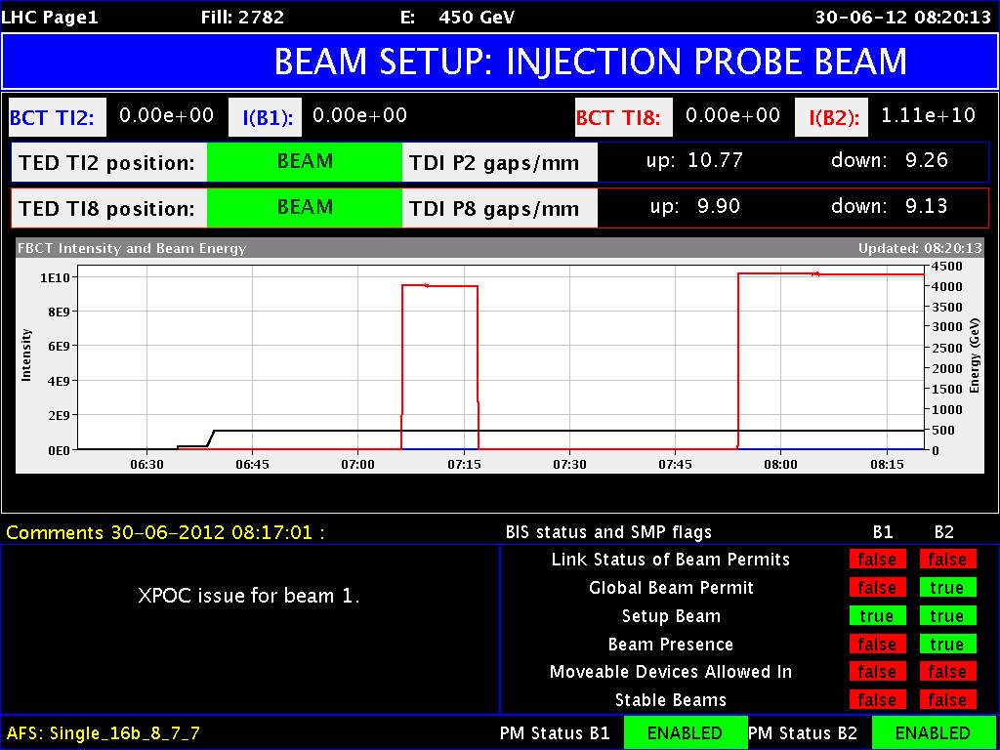 LHC Page1 Fill: 2782 E: 450 GeV 30-06-12 08:20:13
BEAM SETUP: INJECTION PROBE BEAM
BCT TI2: 0.00e+00 I(B1): 0.00e+00 BCT TI8: 0.00e+00 I(B2): 1.11e+10
TED TI2 position: BEAM TDI P2 gaps/mm up: 10.77 down: 9.26
TED TI8 position: BEAM TDI P8 gaps/mm up: 9.90 down: 9.13
FBCT Intensity and Beam Energy Updated: 08:20:13
Intensity
1E10
8E9
6E9
4E9
2E9
0E0
4500
4000
3500
3000
2500
2000
1500
1000
500
0
Energy (GeV)
06:30 06:45 07:00 07:15 07:30 07:45 08:00 08:15
Comments 30-06-2012 08:17:01 :
XPOC issue for beam 1.
BIS status and SMP flags B1 B2
Link Status of Beam Permits false false
Global Beam Permit false true
Setup Beam true true
Beam Presence false true
Moveable Devices Allowed In false false
Stable Beams false false
AFS: Single_16b_8_7_7 PM Status B1 ENABLED PM Status B2 ENABLED